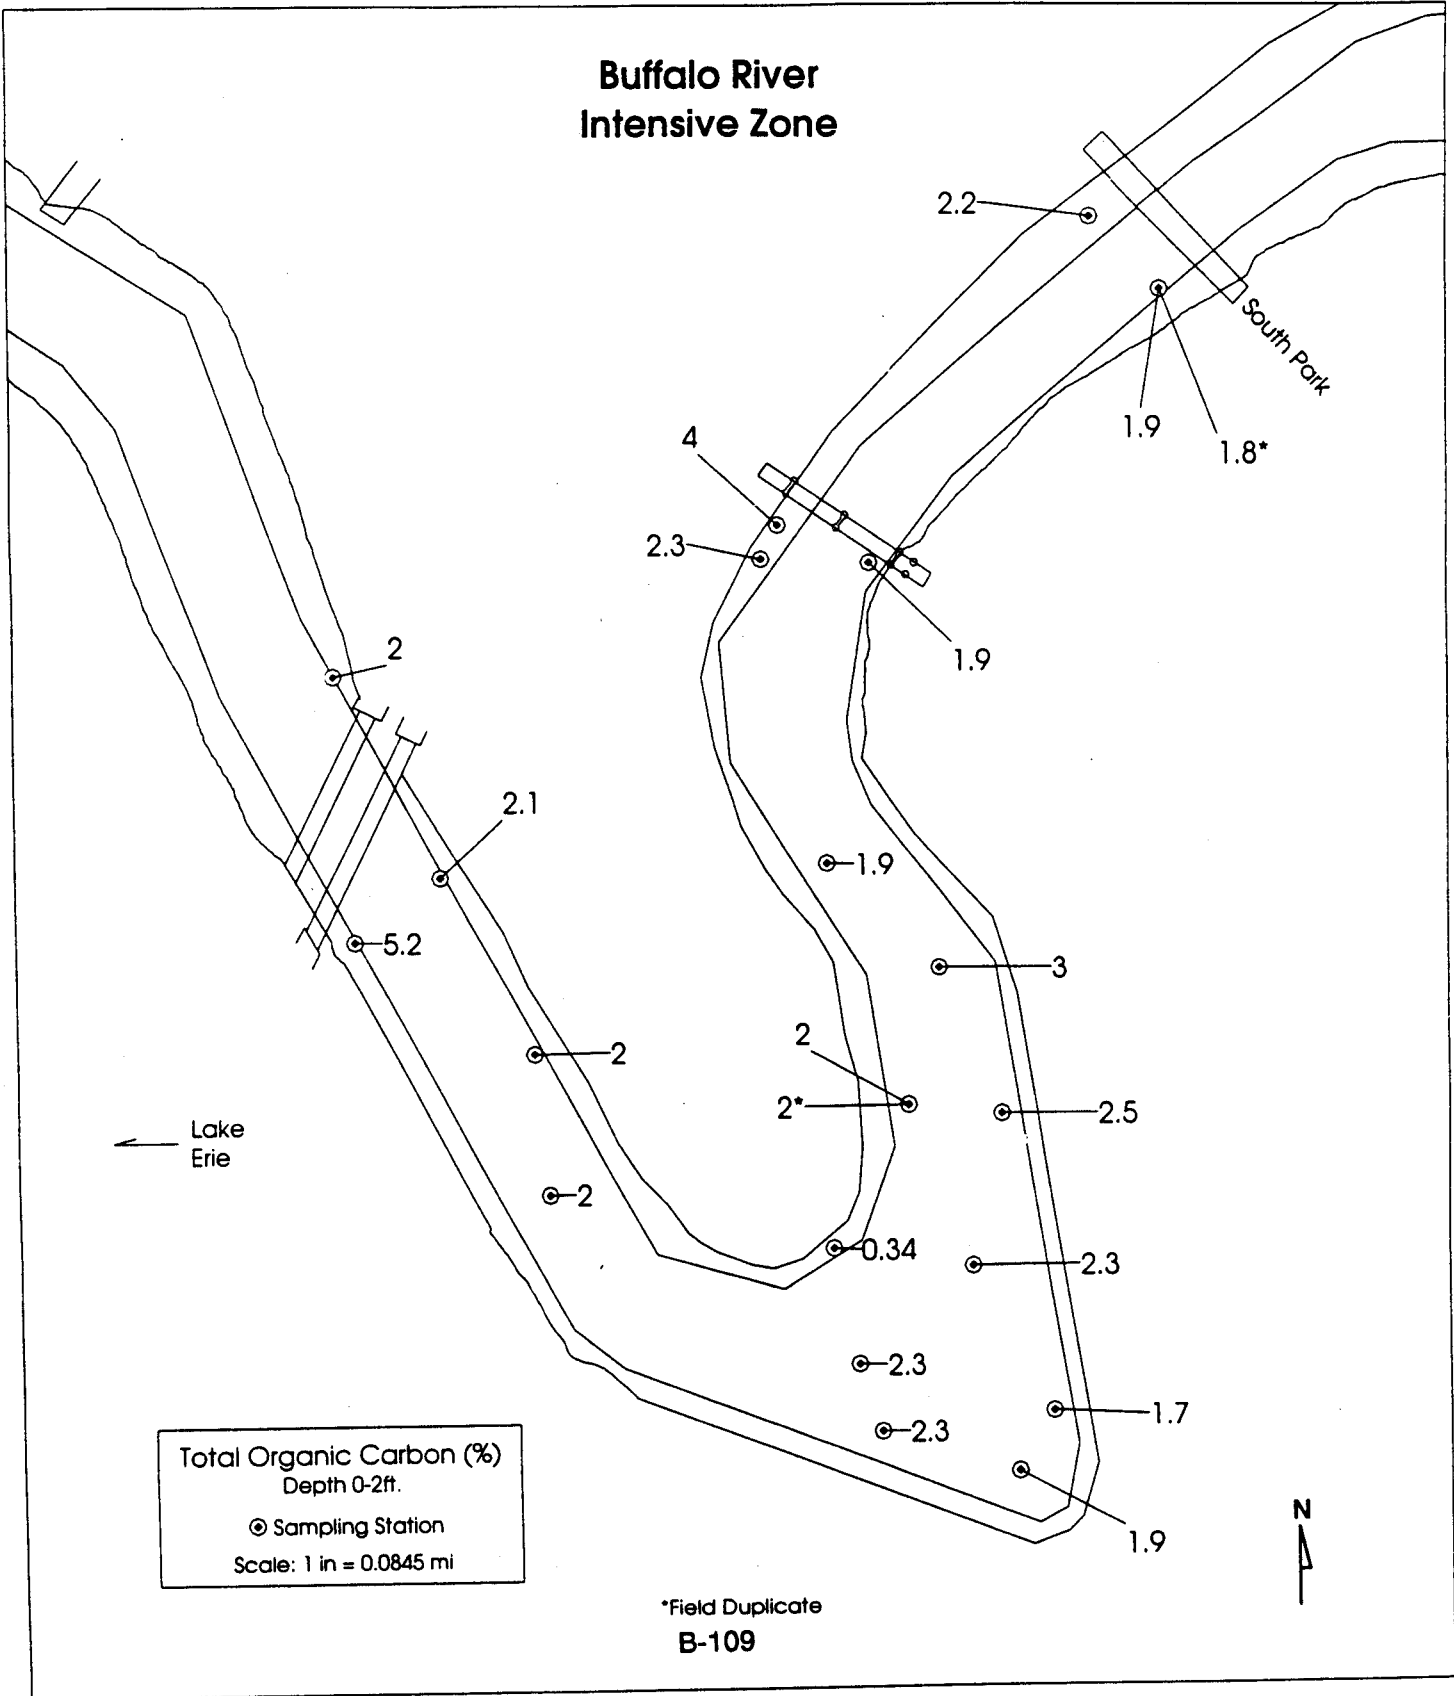 Buffalo River
Intensive Zone
2.2
South Park
1.9
1.8*
4
2.3
1.9
2
2.1
1.9
5.2
3
2
2
2*
2.5
Lake
Erie
2
0.34
2.3
2.3
1.7
2.3
1.9
Total Organic Carbon (%)
Depth 0-2ft.
Sampling Station
Scale: 1 in = 0.0845 mi
N
*Field Duplicate
B-109